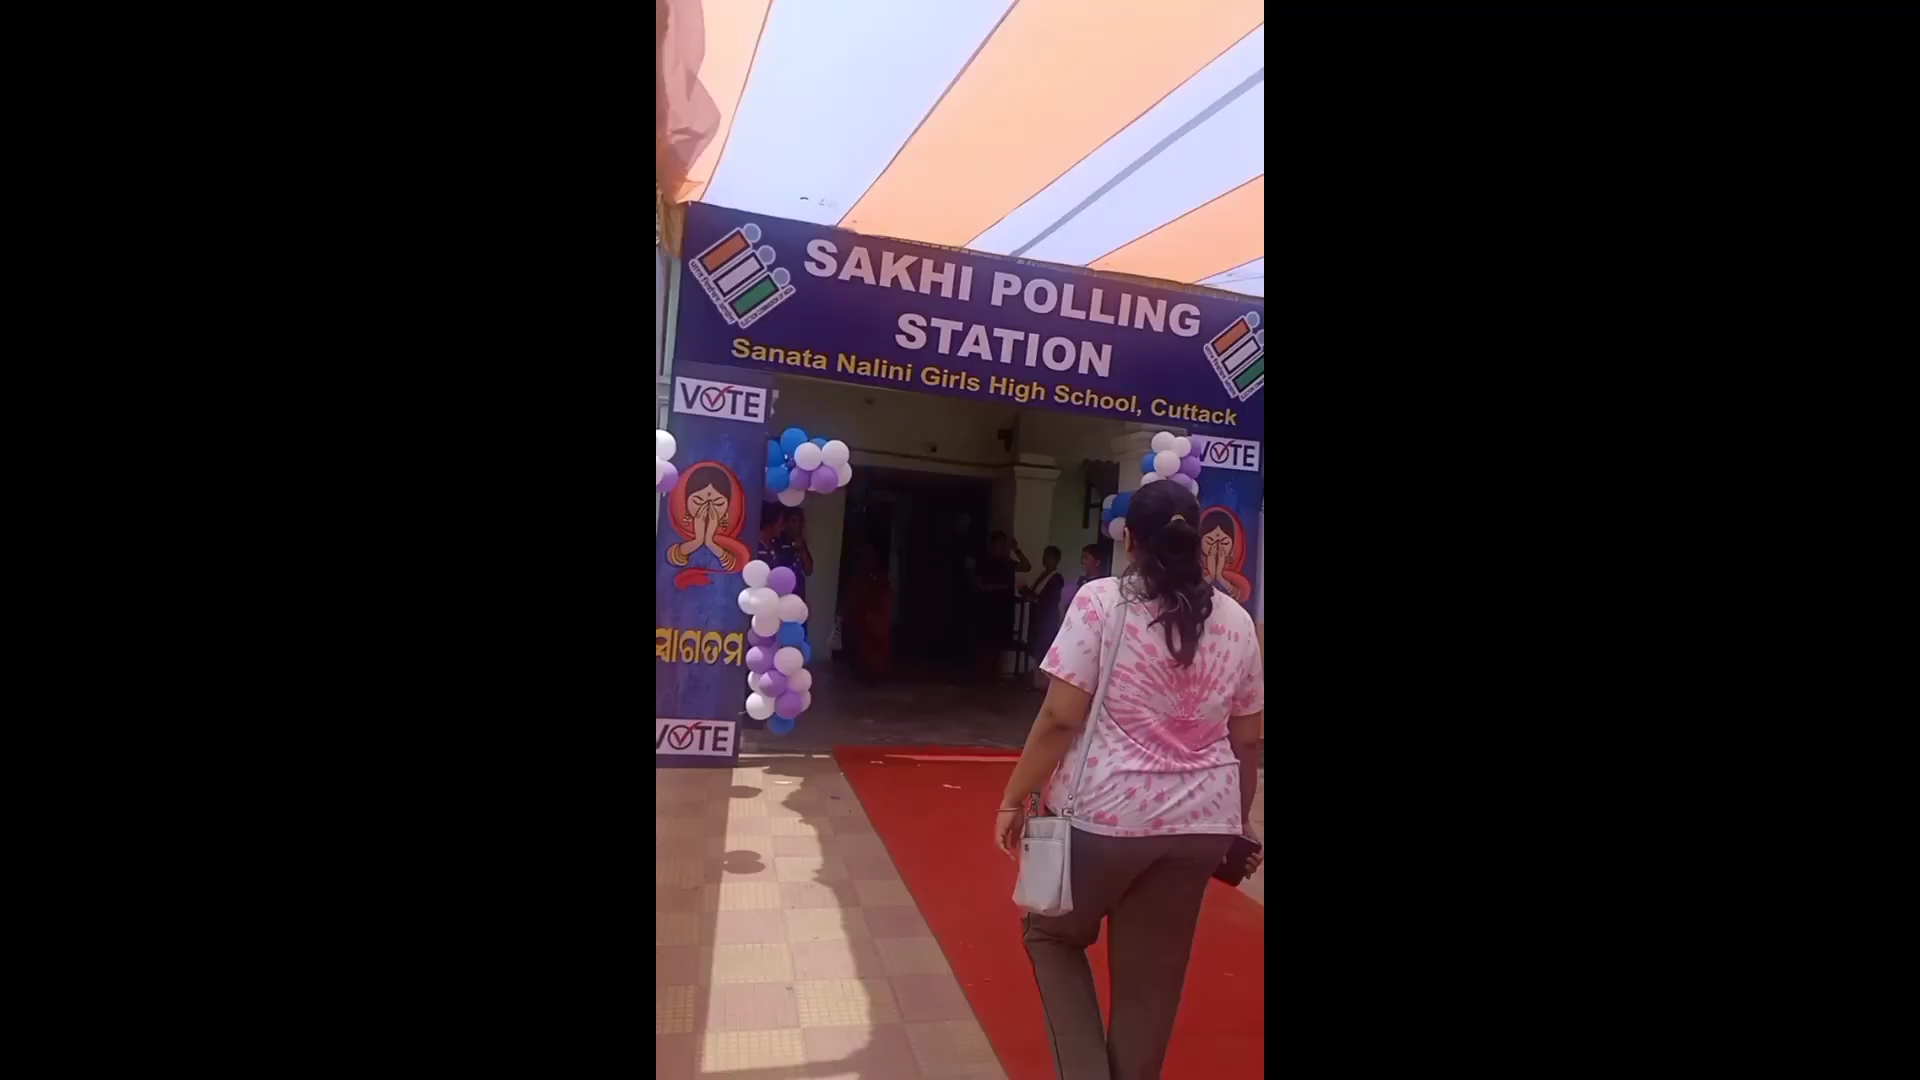 SAKHI POLLING
STATION
Sanata Nalini Girls High School, Cuttack
VOTE
VOTE
ସ୍ୱାଗତମ
VOTE